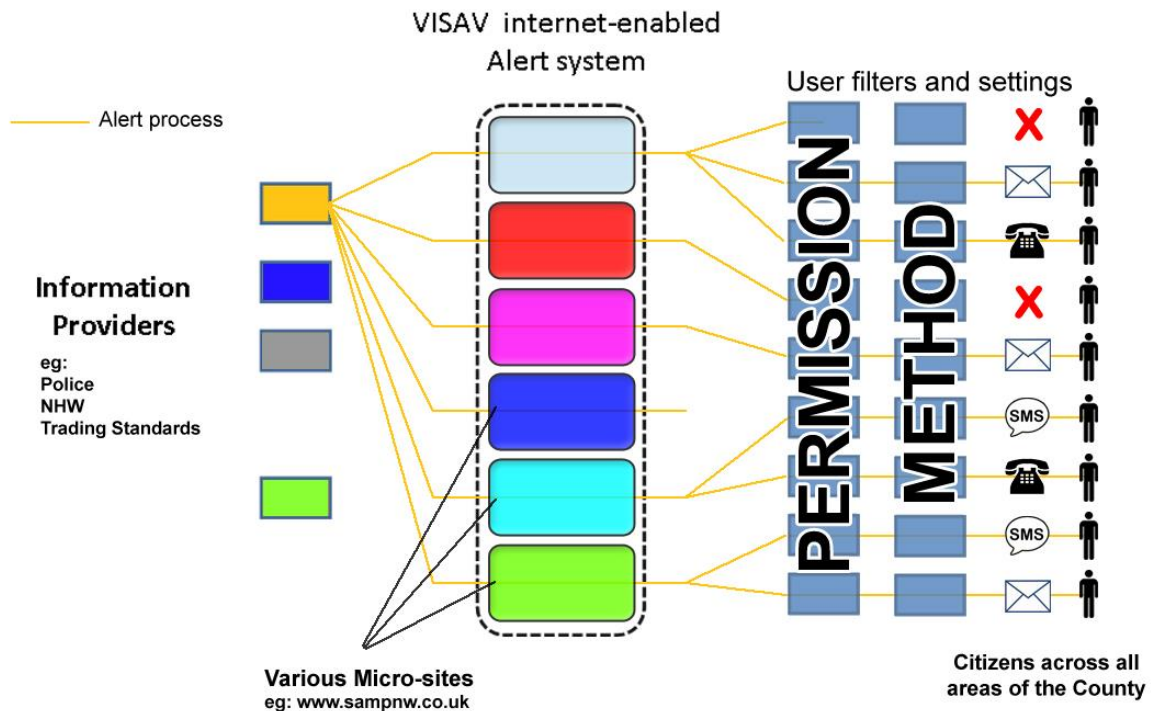 VISAV internet-enabled
Alert system
User filters and settings
Alert process
Information
Providers
eg:
Police
NHW
Trading Standards
PERMISSION
METHOD
SMS
SMS
Various Micro-sites
eg: www.sampnw.co.uk
Citizens across all
areas of the County